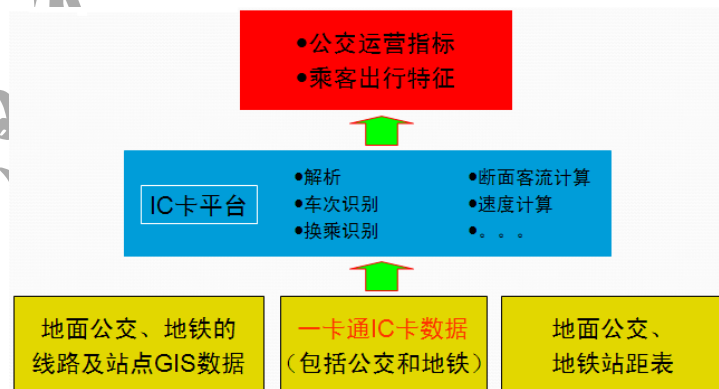 ●公交运营指标
●乘客出行特征
IC卡平台
●解析
●车次识别
●换乘识别
●断面客流计算
●速度计算
●。。。
地面公交、地铁的
线路及站点GIS数据
一卡通IC卡数据
（包括公交和地铁）
地面公交、
地铁站距表